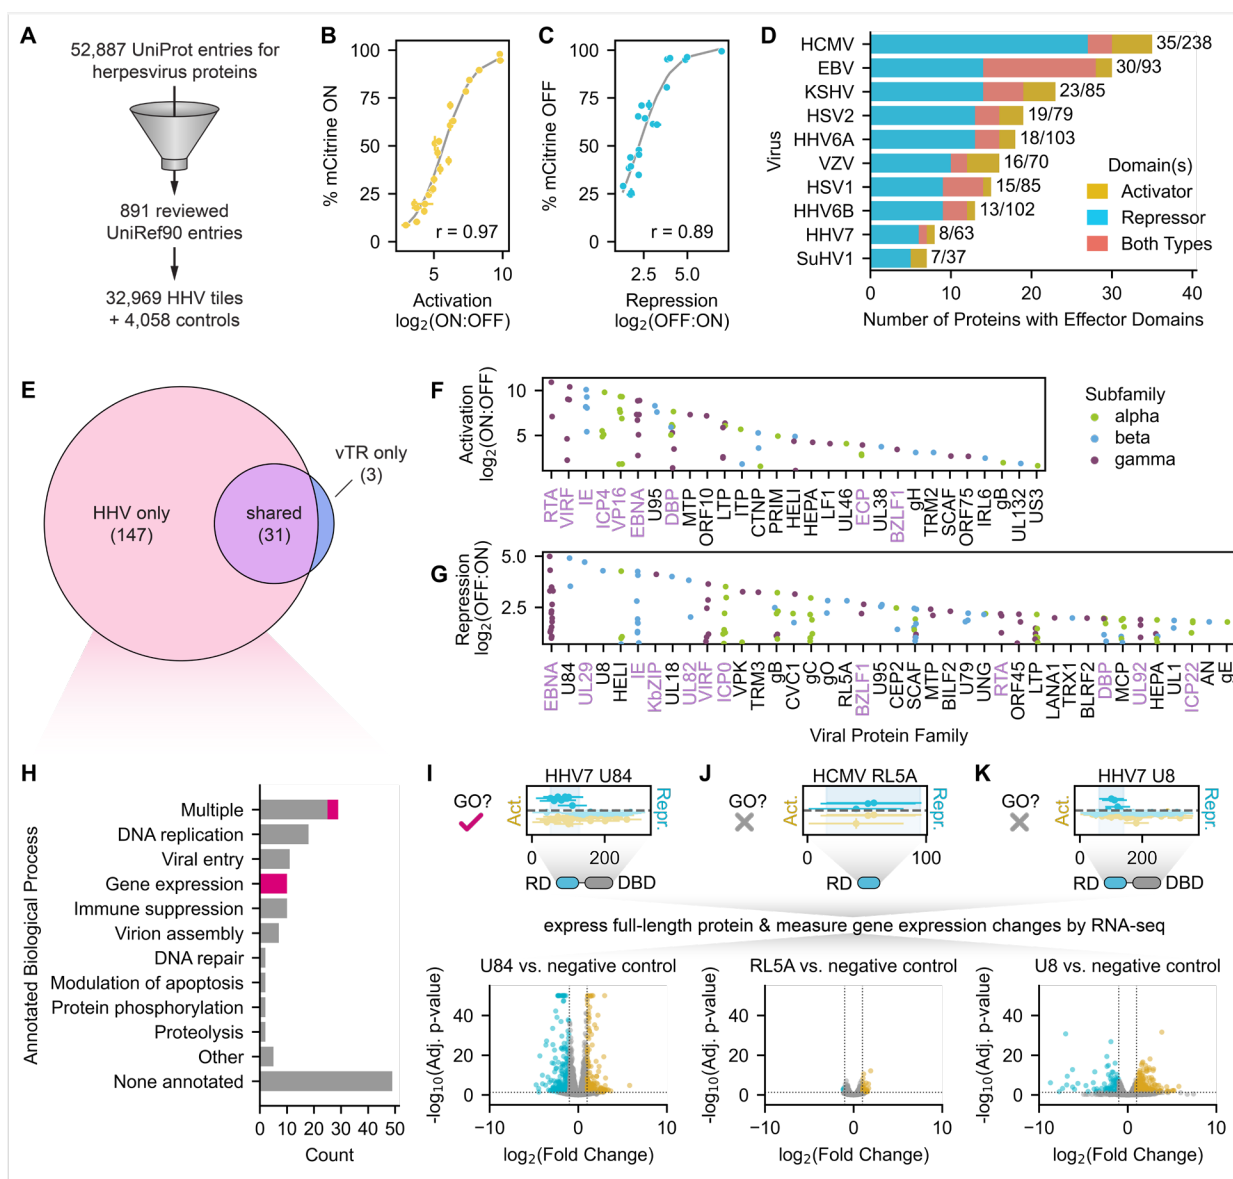 A
52,887 UniProt entries for
herpesvirus proteins
891 reviewed
UniRef90 entries
32,969 HHV tiles
+ 4,058 controls
B
% mCitrine ON
100
75
50
25
0
r = 0.97
5
10
Activation
log2(ON:OFF)
C
% mCitrine OFF
100
75
50
25
0
r = 0.89
2.5
5.0
Repression
log2(OFF:ON)
D
Virus
HCMV
35/238
EBV
30/93
KSHV
23/85
HSV2
19/79
HHV6A
18/103
VZV
16/70
HSV1
15/85
HHV6B
13/102
HHV7
8/63
SuHV1
7/37
Domain(s)
Activator
Repressor
Both Types
0 10 20 30 40
Number of Proteins with Effector Domains
E
HHV only
(147)
shared
(31)
vTR only
(3)
F
Activation
log2(ON:OFF)
10
5
RTA VIRF IE ICP4 VP16 EBNA U95 DBP MTP ORF10 LTP ITP CTNP PRIM HELI HEPA LF1 UL46 ECP UL38 BZLF1 gH TRM2 SCAF ORF75 IRL6 gB UL132 US3
Subfamily
alpha
beta
gamma
G
Repression
log2(OFF:ON)
5.0
2.5
EBNA U84 UL29 U8 HELI IE KbZIP UL18 UL82 VIRF ICP0 VPK TRM3 gB CVC1 gC gO RL5A BZLF1 U95 CEP2 SCAF MTP BILF2 U79 UNG RTA ORF45 LTP LANA1 TRX1 BLRF2 DBP MCP UL92 HEPA UL1 ICP22 AN gE
Viral Protein Family
H
Annotated Biological Process
Multiple
DNA replication
Viral entry
Gene expression
Immune suppression
Virion assembly
DNA repair
Modulation of apoptosis
Protein phosphorylation
Proteolysis
Other
None annotated
0 10 20 30 40 50
Count
I
HHV7 U84
GO?
Act.
Repr.
0 200
RD DBD
J
HCMV RL5A
GO?
Act.
Repr.
0 100
RD
K
HHV7 U8
GO?
Act.
Repr.
0 200
RD DBD
express full-length protein & measure gene expression changes by RNA-seq
U84 vs. negative control
-log10(Adj. p-value)
40
20
0
−10 0 10
log2(Fold Change)
RL5A vs. negative control
-log10(Adj. p-value)
40
20
0
−10 0 10
log2(Fold Change)
U8 vs. negative control
-log10(Adj. p-value)
40
20
0
−10 0 10
log2(Fold Change)